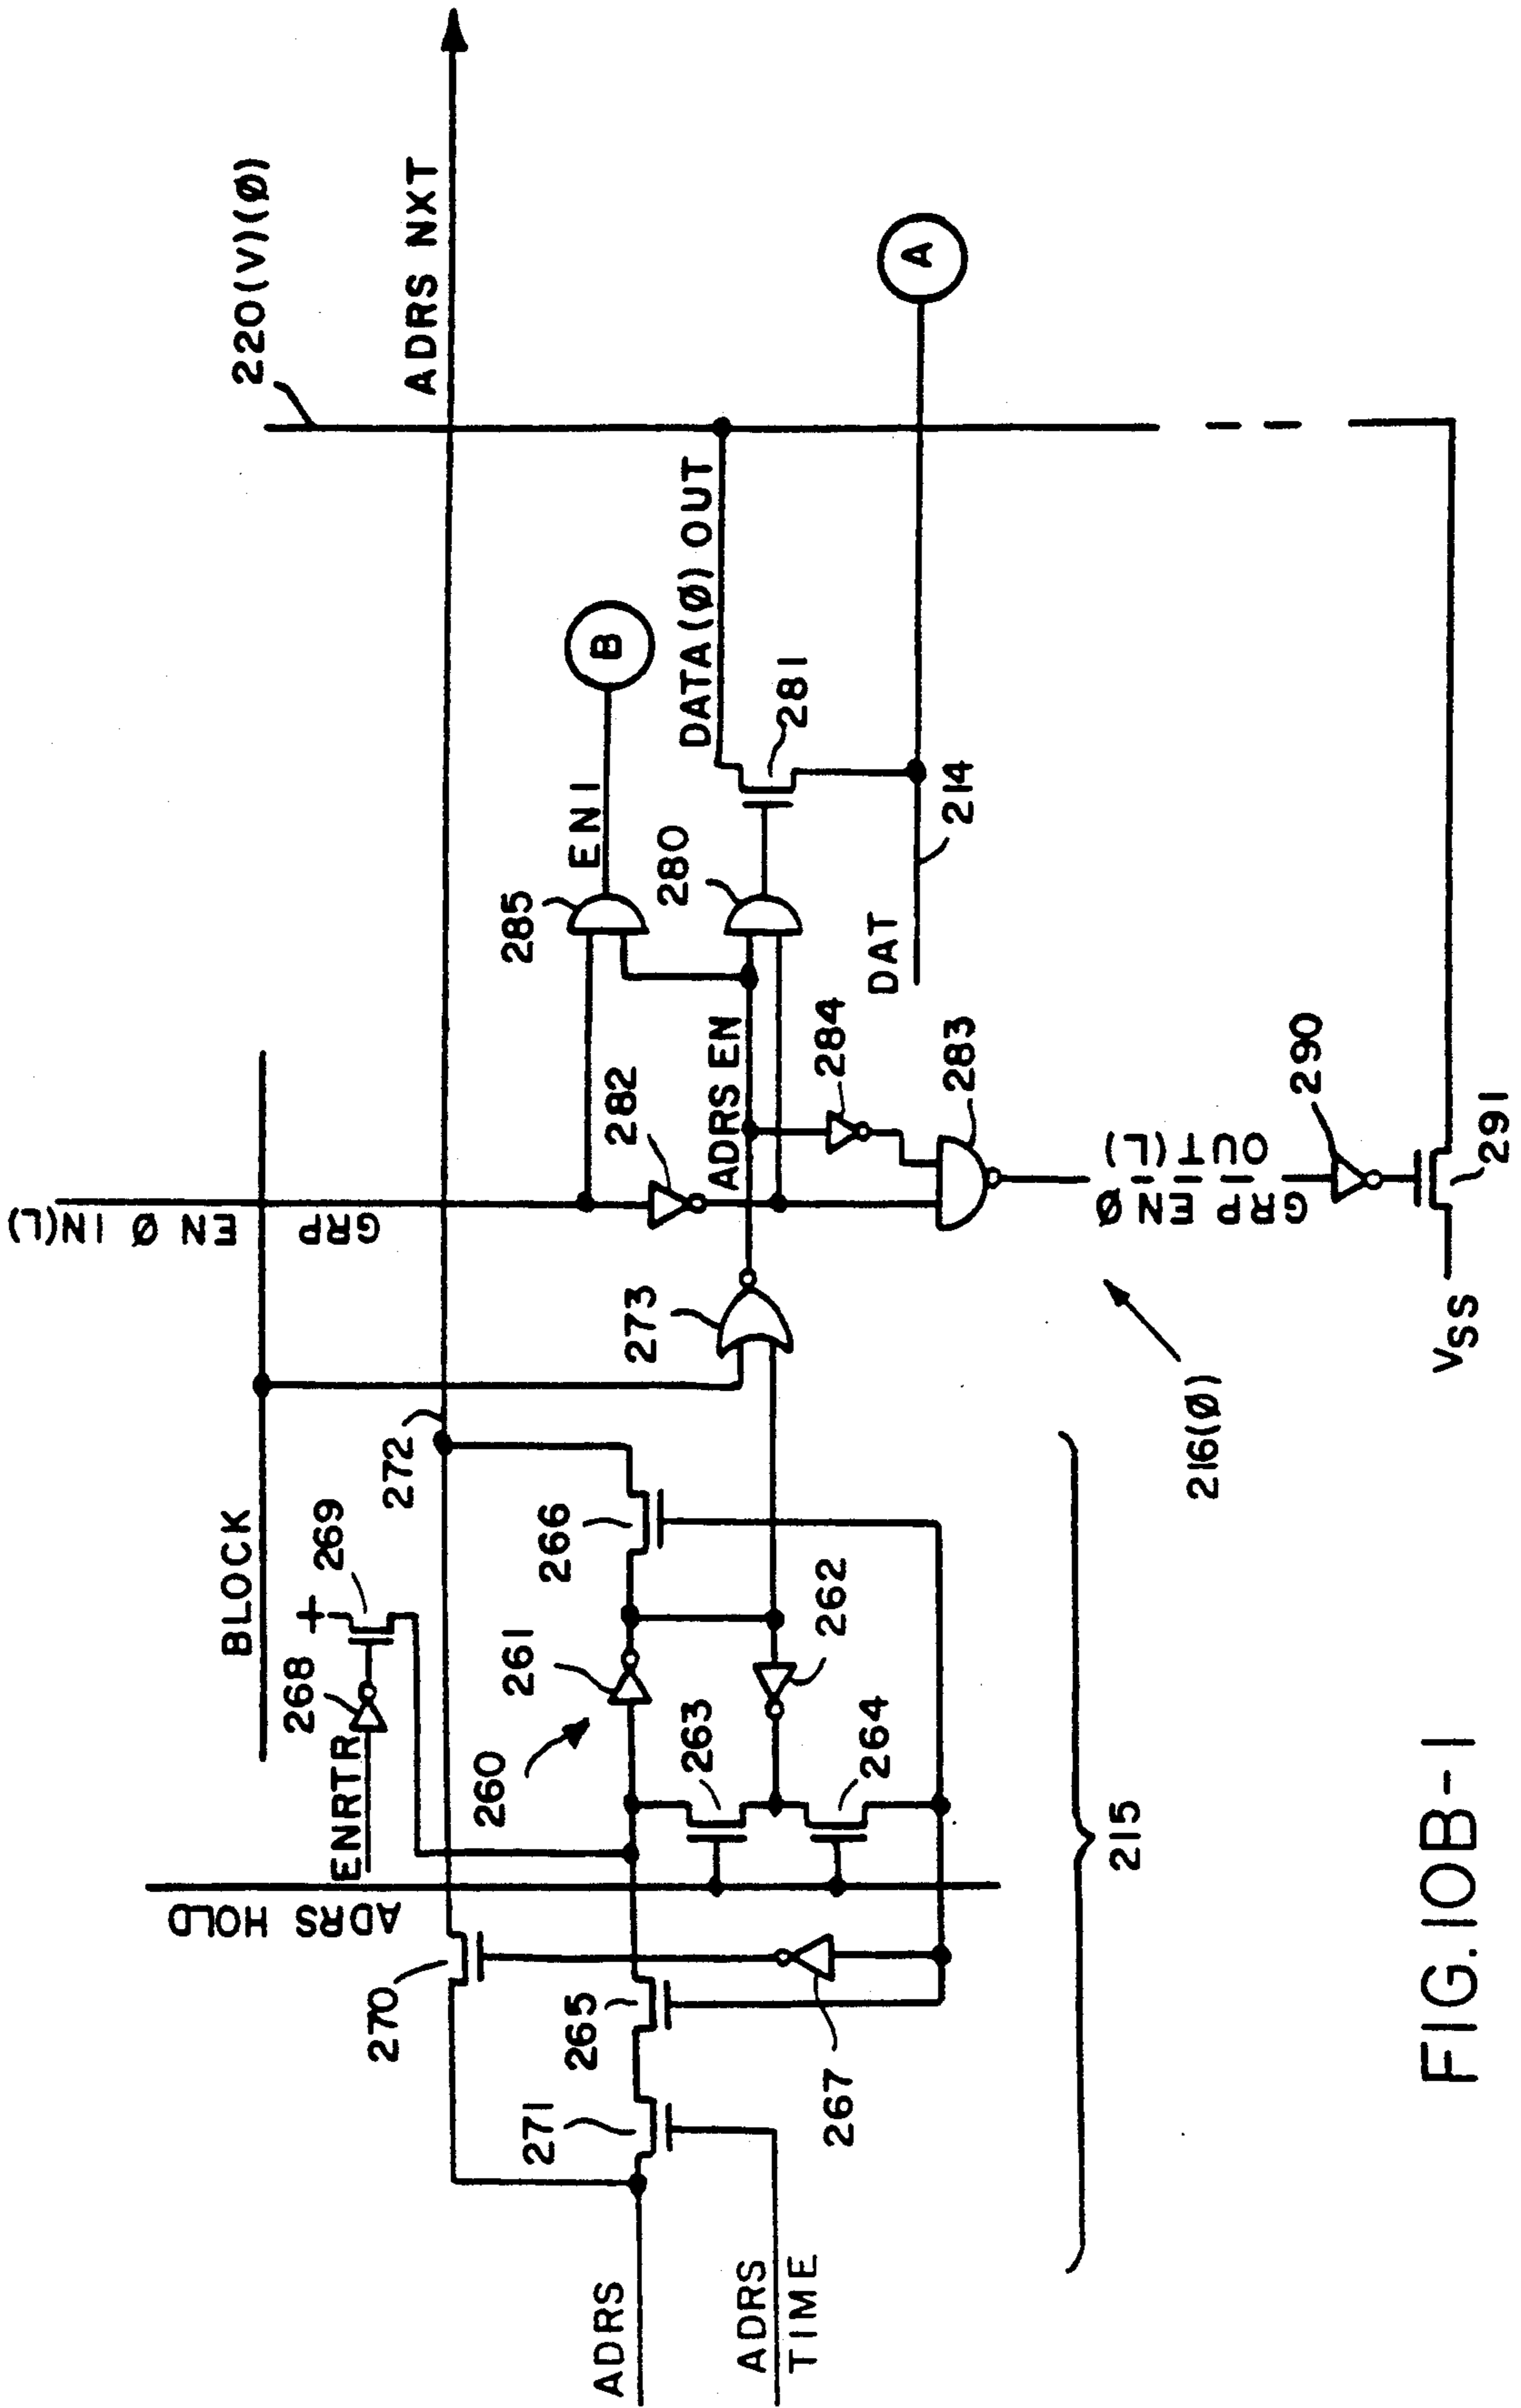 220(V)(Ø)
ADRS NXT
BLOCK
EN Ø IN(L)
GRP
272
269
+
268
ENRTR
ADRS HOLD
270
B
EN 1
285
DATA(Ø) OUT
281
280
A
282
ADRS EN
284
DAT
214
273
266
261
260
262
263
264
265
271
267
ADRS
ADRS
TIME
283
GRP EN Ø
OUT(L)
290
291
VSS
216(Ø)
215
FIG. 10B-1